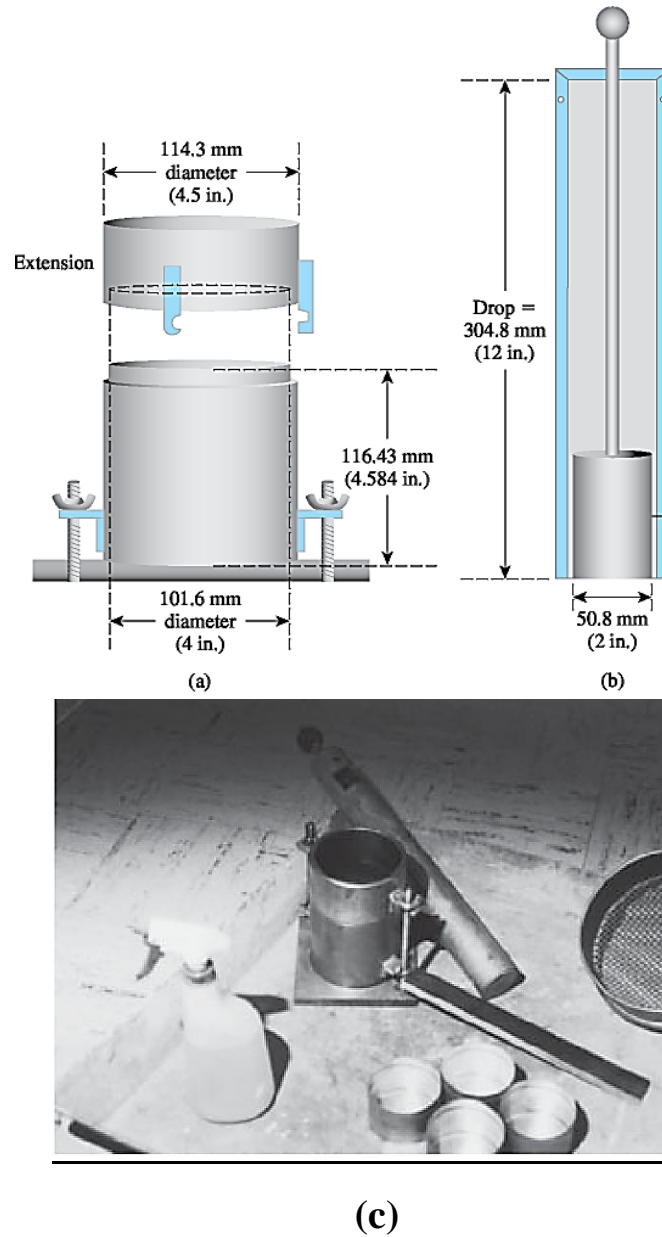 114.3 mm
diameter
(4.5 in.)
Extension
116.43 mm
(4.584 in.)
101.6 mm
diameter
(4 in.)
(a)
Drop =
304.8 mm
(12 in.)
50.8 mm
(2 in.)
(b)
(c)